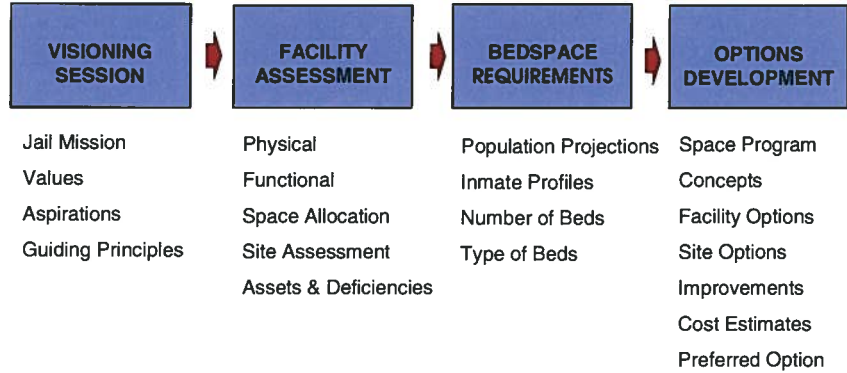 VISIONING
SESSION
FACILITY
ASSESSMENT
BEDSPACE
REQUIREMENTS
OPTIONS
DEVELOPMENT
Jail Mission
Values
Aspirations
Guiding Principles
Physical
Functional
Space Allocation
Site Assessment
Assets & Deficiencies
Population Projections
Inmate Profiles
Number of Beds
Type of Beds
Space Program
Concepts
Facility Options
Site Options
Improvements
Cost Estimates
Preferred Option